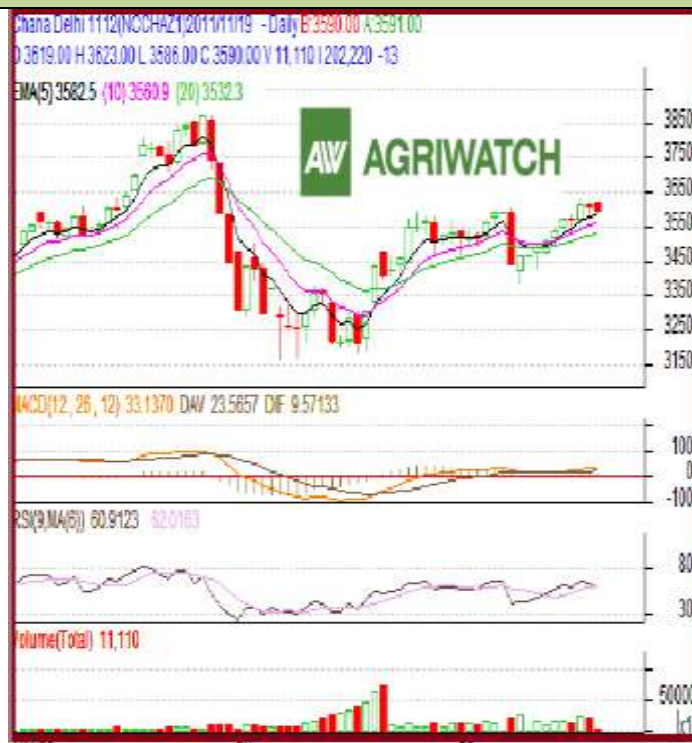 Chana Delhi 1112(NCCHAZ1)2011/11/19 - Daily B:3590.00 A:3591.00
O 3619.00 H 3623.00 L 3586.00 C 3590.00 V 11,110 I 202,220 -13
EMA(5) 3582.5 (10) 3560.9 (20) 3532.3
AW AGRIWATCH
3850
3750
3650
3550
3450
3350
3250
3150
MACD(12, 26, 12) 33.1370 DAV 23.5657 DIF 9.57133
100
0
-100
RSI(9,MA(6)) 60.9123 62.0163
80
30
Volume(Total) 11,110
50000